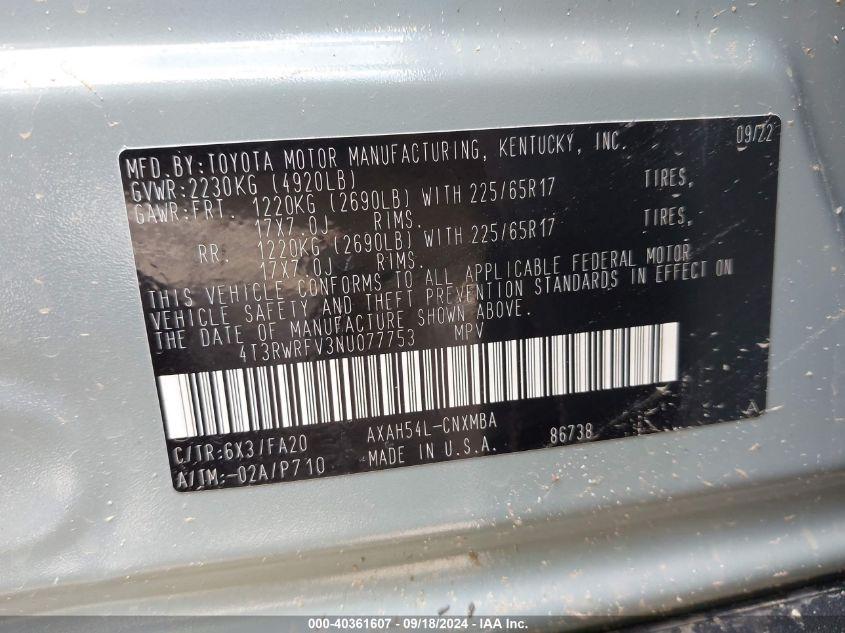 MFD.BY:TOYOTA MOTOR MANUFACTURING, KENTUCKY, INC. 09/22
GVWR:2230KG (4920LB)
GAWR:FRT. 1220KG (2690LB) WITH 225/65R17 TIRES,
17X7.0J RIMS.
RR. 1220KG (2690LB) WITH 225/65R17 TIRES,
17X7.0J RIMS.
THIS VEHICLE CONFORMS TO ALL APPLICABLE FEDERAL MOTOR
VEHICLE SAFETY AND THEFT PREVENTION STANDARDS IN EFFECT ON
THE DATE OF MANUFACTURE SHOWN ABOVE.
4T3RWRFV3NU077753 MPV
C/TR:6X3/FA20 AXAH54L-CNXMBA 86738
A/TM:-02A/P710 MADE IN U.S.A.
000-40361607 / 09/18/2024 - IAA Inc.